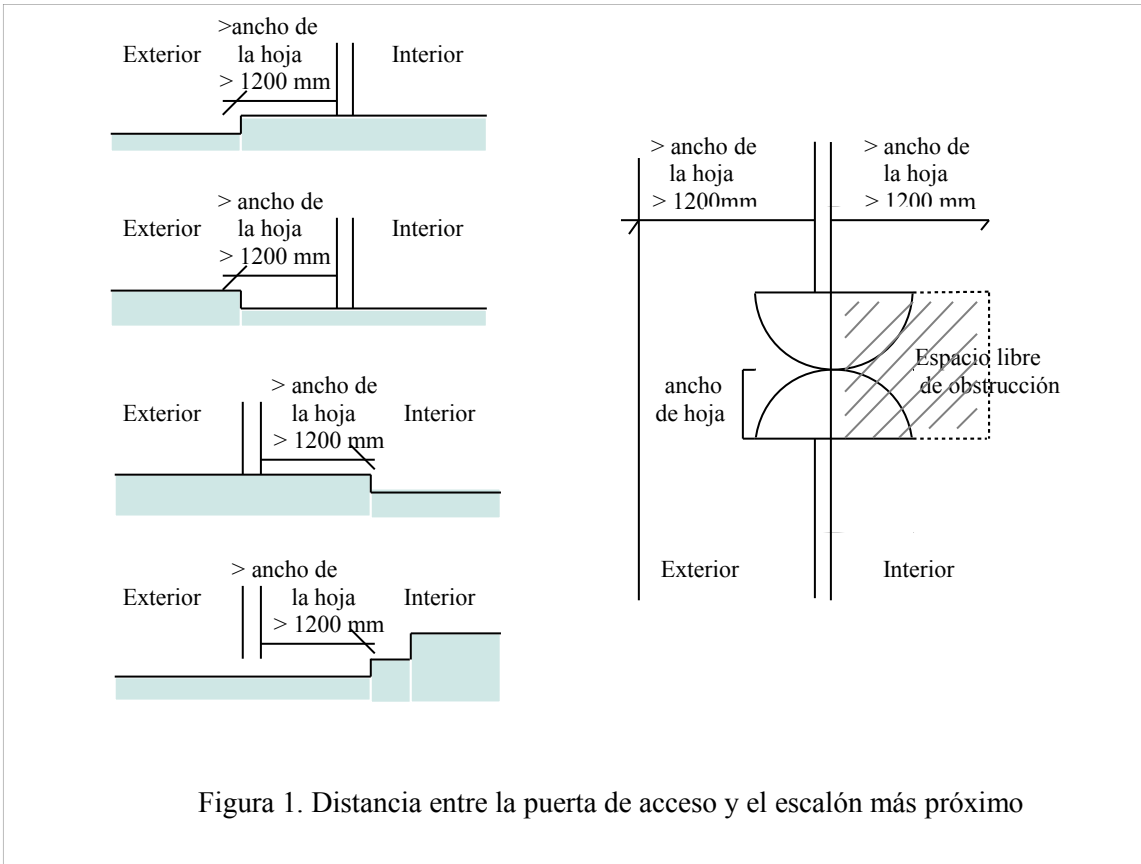 >ancho de
la hoja
> 1200 mm
Exterior
Interior
> ancho de
la hoja
> 1200 mm
Exterior
Interior
> ancho de
la hoja
> 1200 mm
Exterior
Interior
> ancho de
la hoja
> 1200 mm
Exterior
Interior
> ancho de
la hoja
> 1200mm
> ancho de
la hoja
> 1200 mm
Espacio libre
de obstrucción
ancho
de hoja
Exterior
Interior
Figura 1. Distancia entre la puerta de acceso y el escalón más próximo